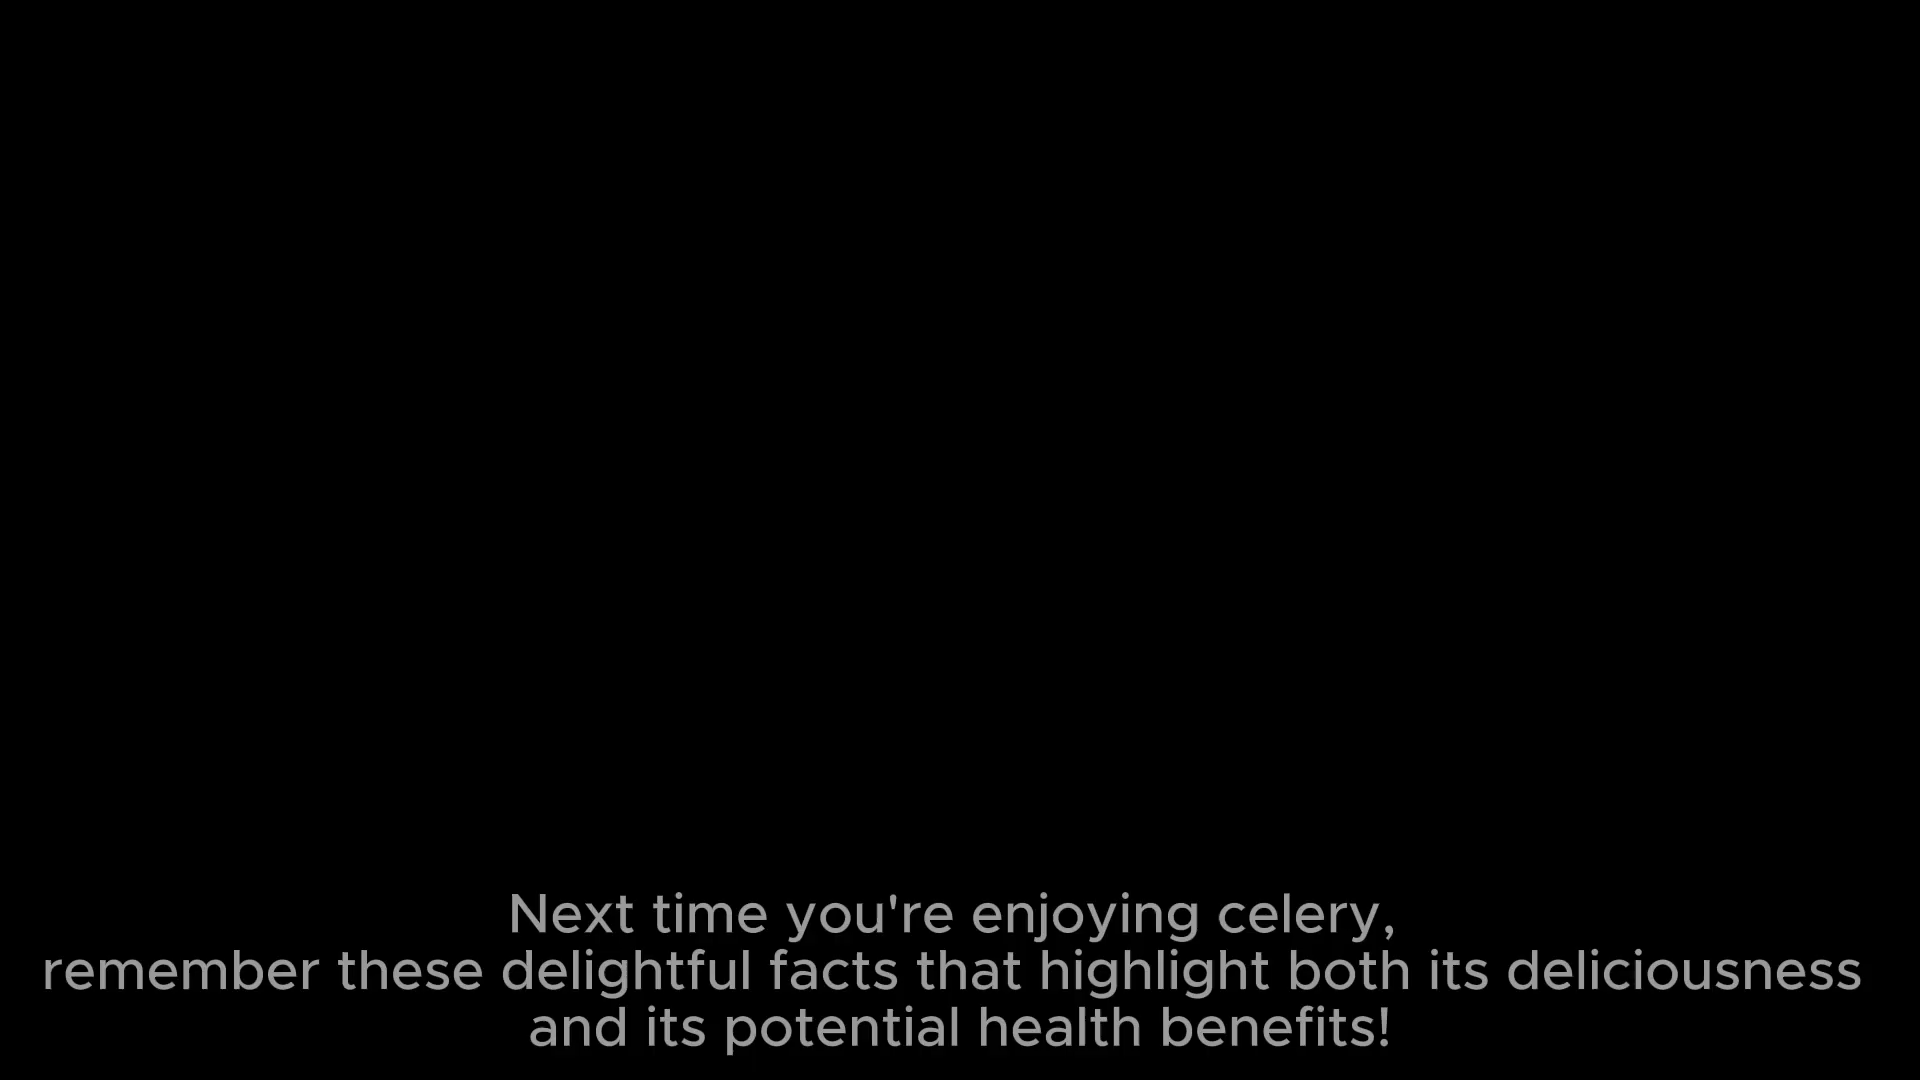 Next time you're enjoying celery,
remember these delightful facts that highlight both its deliciousness
and its potential health benefits!